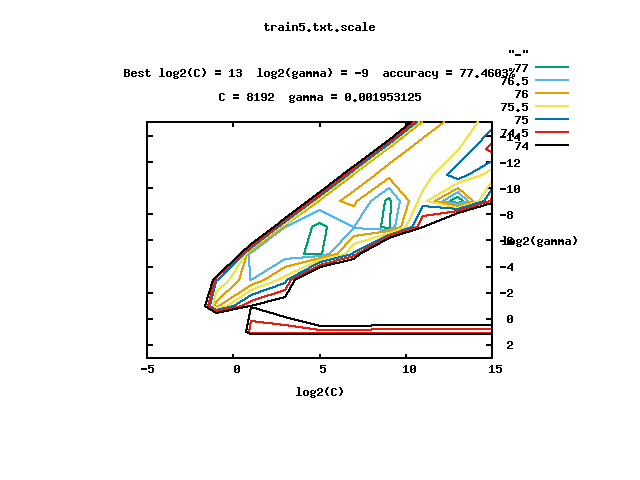 train5.txt.scale
"-"
Best log2(C) = 13 log2(gamma) = -9 accuracy = 77.4603%
77
76.5
C = 8192 gamma = 0.001953125
76
75.5
75
74.5
74
-14
-12
-10
-8
-6
log2(gamma)
-4
-2
0
2
-5 0 5 10 15
log2(C)